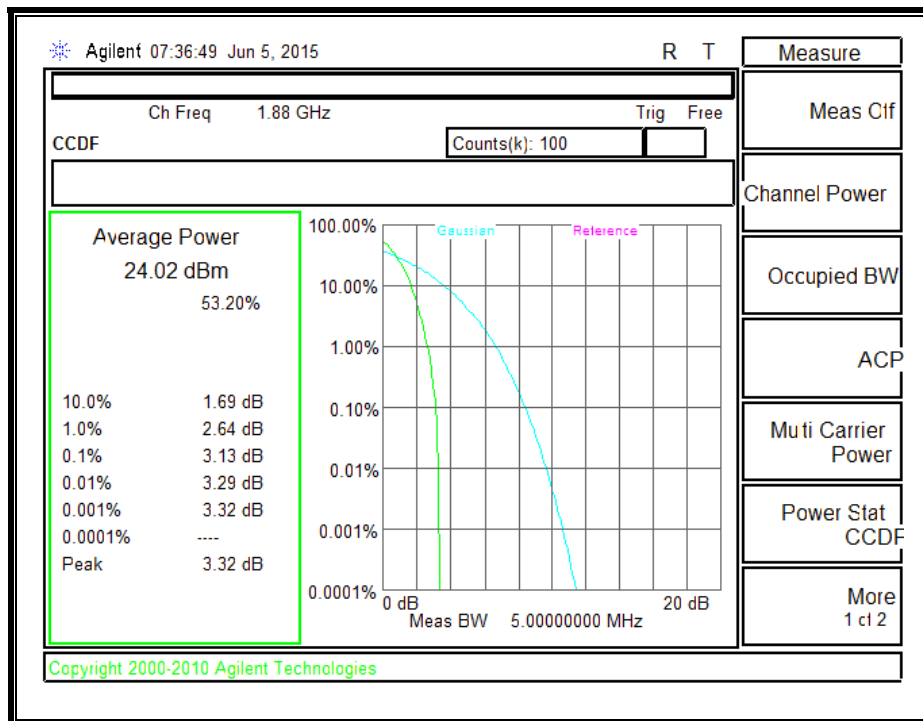 Agilent 07:36:49 Jun 5, 2015 R T
Ch Freq 1.88 GHz Trig Free
CCDF Counts(k): 100
Average Power
24.02 dBm
53.20%
10.0% 1.69 dB
1.0% 2.64 dB
0.1% 3.13 dB
0.01% 3.29 dB
0.001% 3.32 dB
0.0001% ----
Peak 3.32 dB
Gaussian Reference
100.00%
10.00%
1.00%
0.10%
0.01%
0.001%
0.0001%
0 dB 20 dB
Meas BW 5.00000000 MHz
Measure
Meas Off
Channel Power
Occupied BW
ACP
Multi Carrier
Power
Power Stat
CCDF
More
1 of 2
Copyright 2000-2010 Agilent Technologies